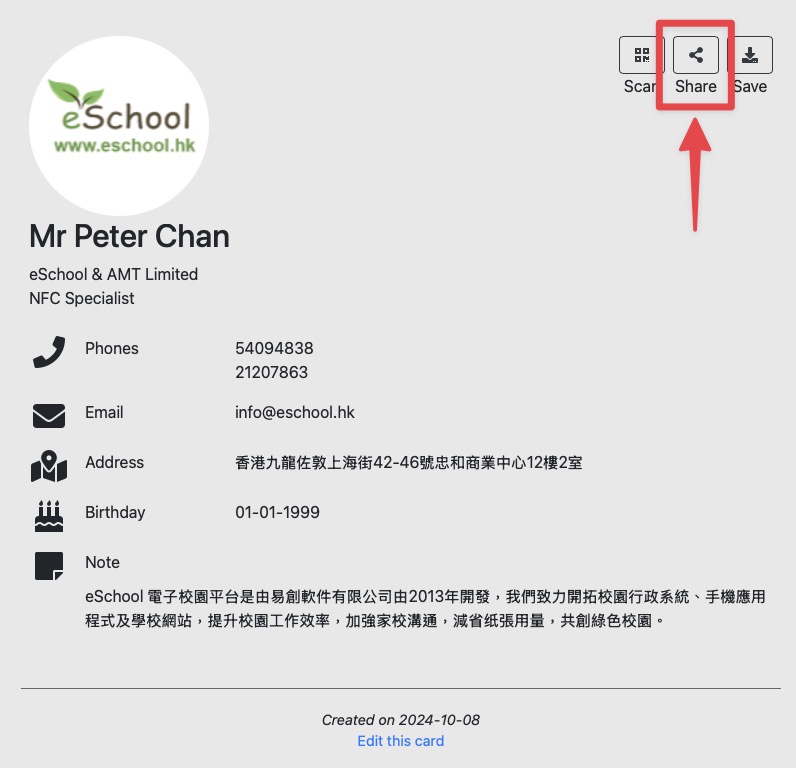 eSchool
www.eschool.hk
Scan
Share
Save
Mr Peter Chan
eSchool & AMT Limited
NFC Specialist
Phones 54094838
21207863
Email info@eschool.hk
Address 香港九龍佐敦上海街42-46號忠和商業中心12樓2室
Birthday 01-01-1999
Note
eSchool 電子校園平台是由易創軟件有限公司由2013年開發，我們致力開拓校園行政系統、手機應用
程式及學校網站，提升校園工作效率，加強家校溝通，減省纸張用量，共創綠色校園。
Created on 2024-10-08
Edit this card